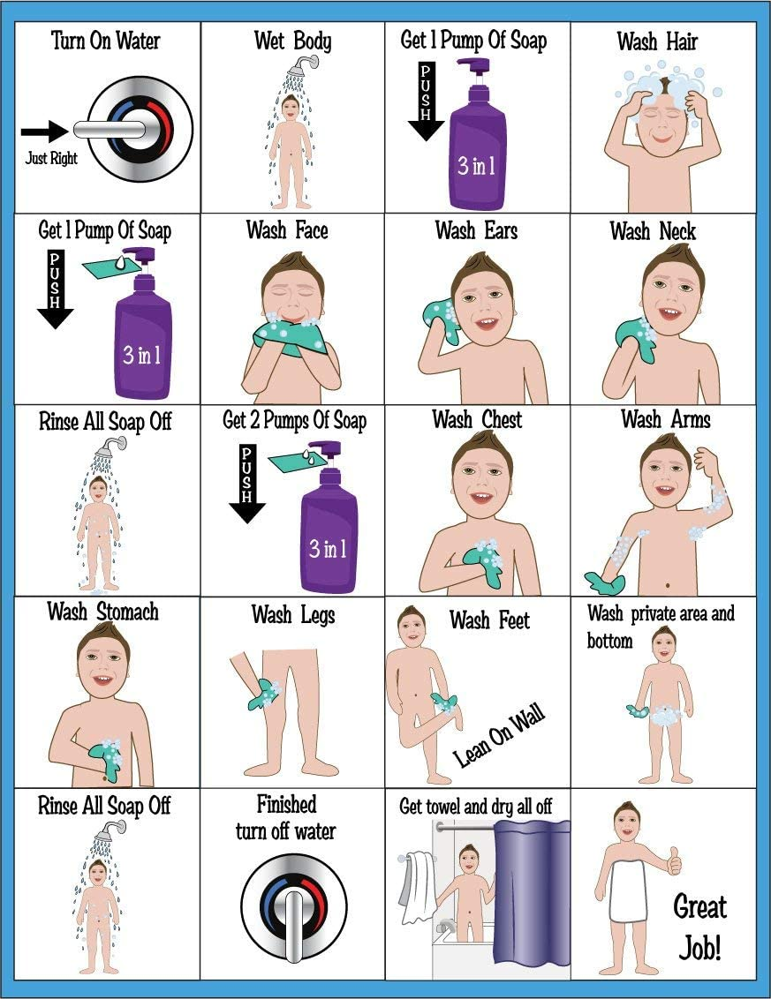 Turn On Water
Just Right
Wet Body
Get 1 Pump Of Soap
PUSH
3 in 1
Wash Hair
Get 1 Pump Of Soap
PUSH
3 in 1
Wash Face
Wash Ears
Wash Neck
Rinse All Soap Off
Get 2 Pumps Of Soap
PUSH
3 in 1
Wash Chest
Wash Arms
Wash Stomach
Wash Legs
Wash Feet
Lean On Wall
Wash private area and
bottom
Rinse All Soap Off
Finished
turn off water
Get towel and dry all off
Great
Job!